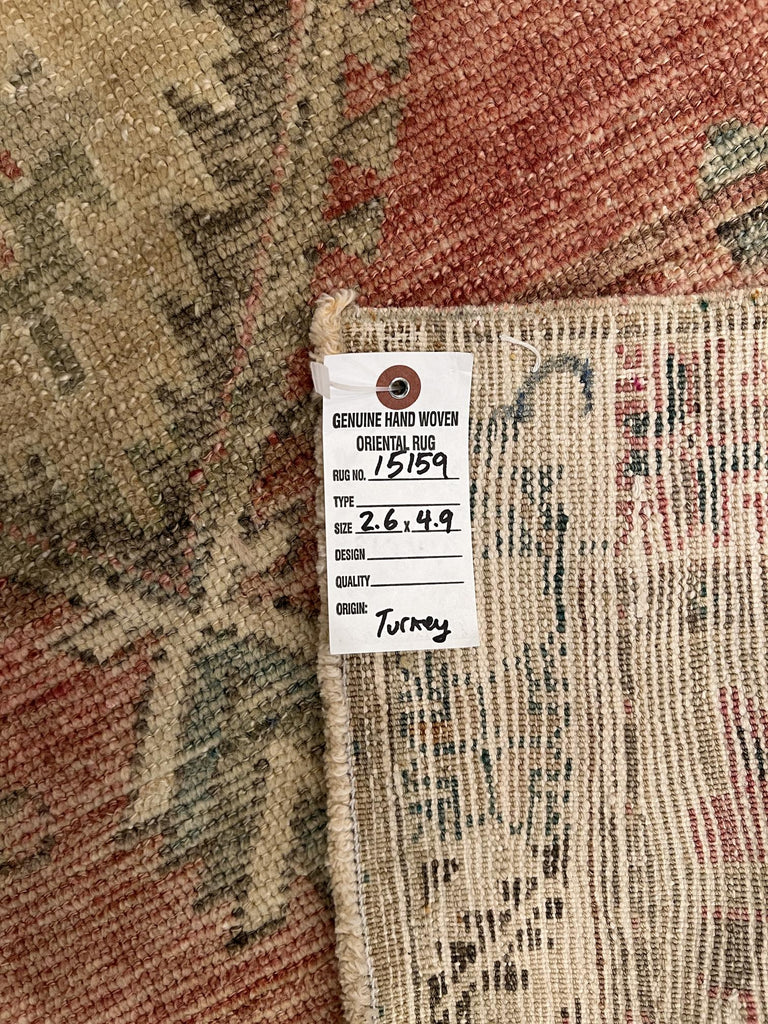 GENUINE HAND WOVEN
ORIENTAL RUG
RUG NO. 15159
TYPE
SIZE 2.6 x 4.9
DESIGN
QUALITY
ORIGIN:
Turkey